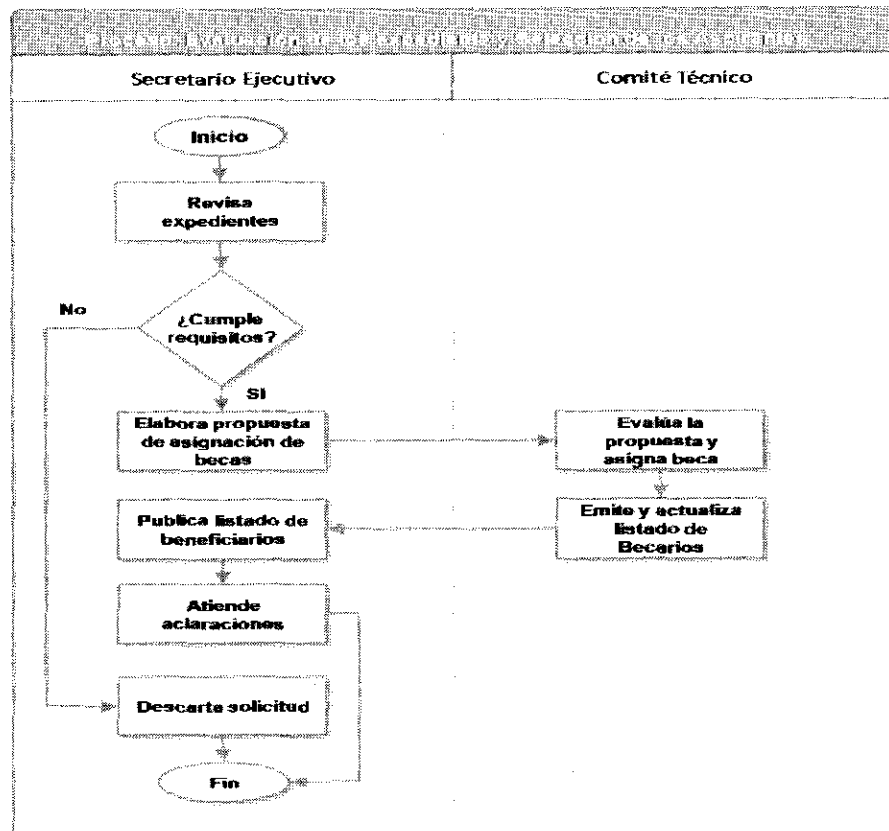 Secretario Ejecutivo
Comité Técnico
Inicio
Revisa
expedientes
No
¿Cumple
requisitos?
SI
Elabora propuesta
de asignación de
becas
Evalúa la
propuesta y
asigna beca
Publica listado de
beneficiarios
Emite y actualiza
listado de
Becarios
Atiende
aclaraciones
Descarta solicitud
Fin